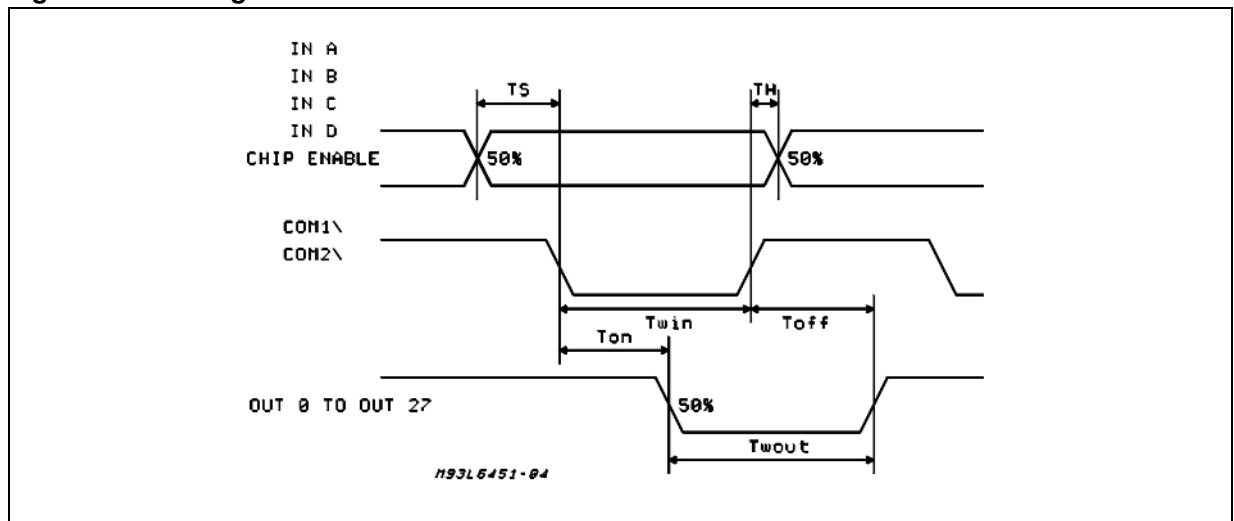 IN A
IN B
IN C
IN D
CHIP ENABLE
TS
TH
50%
50%
COM1\
COM2\
Twin
Toff
Ton
OUT 0 TO OUT 27
50%
Twout
M93L6451-04